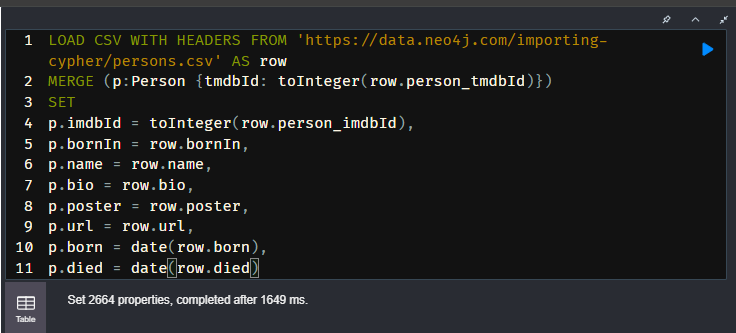 1 LOAD CSV WITH HEADERS FROM 'https://data.neo4j.com/importing-
cypher/persons.csv' AS row
2 MERGE (p:Person {tmdbId: toInteger(row.person_tmdbId)})
3 SET
4 p.imdbId = toInteger(row.person_imdbId),
5 p.bornIn = row.bornIn,
6 p.name = row.name,
7 p.bio = row.bio,
8 p.poster = row.poster,
9 p.url = row.url,
10 p.born = date(row.born),
11 p.died = date(row.died)
Set 2664 properties, completed after 1649 ms.
Table